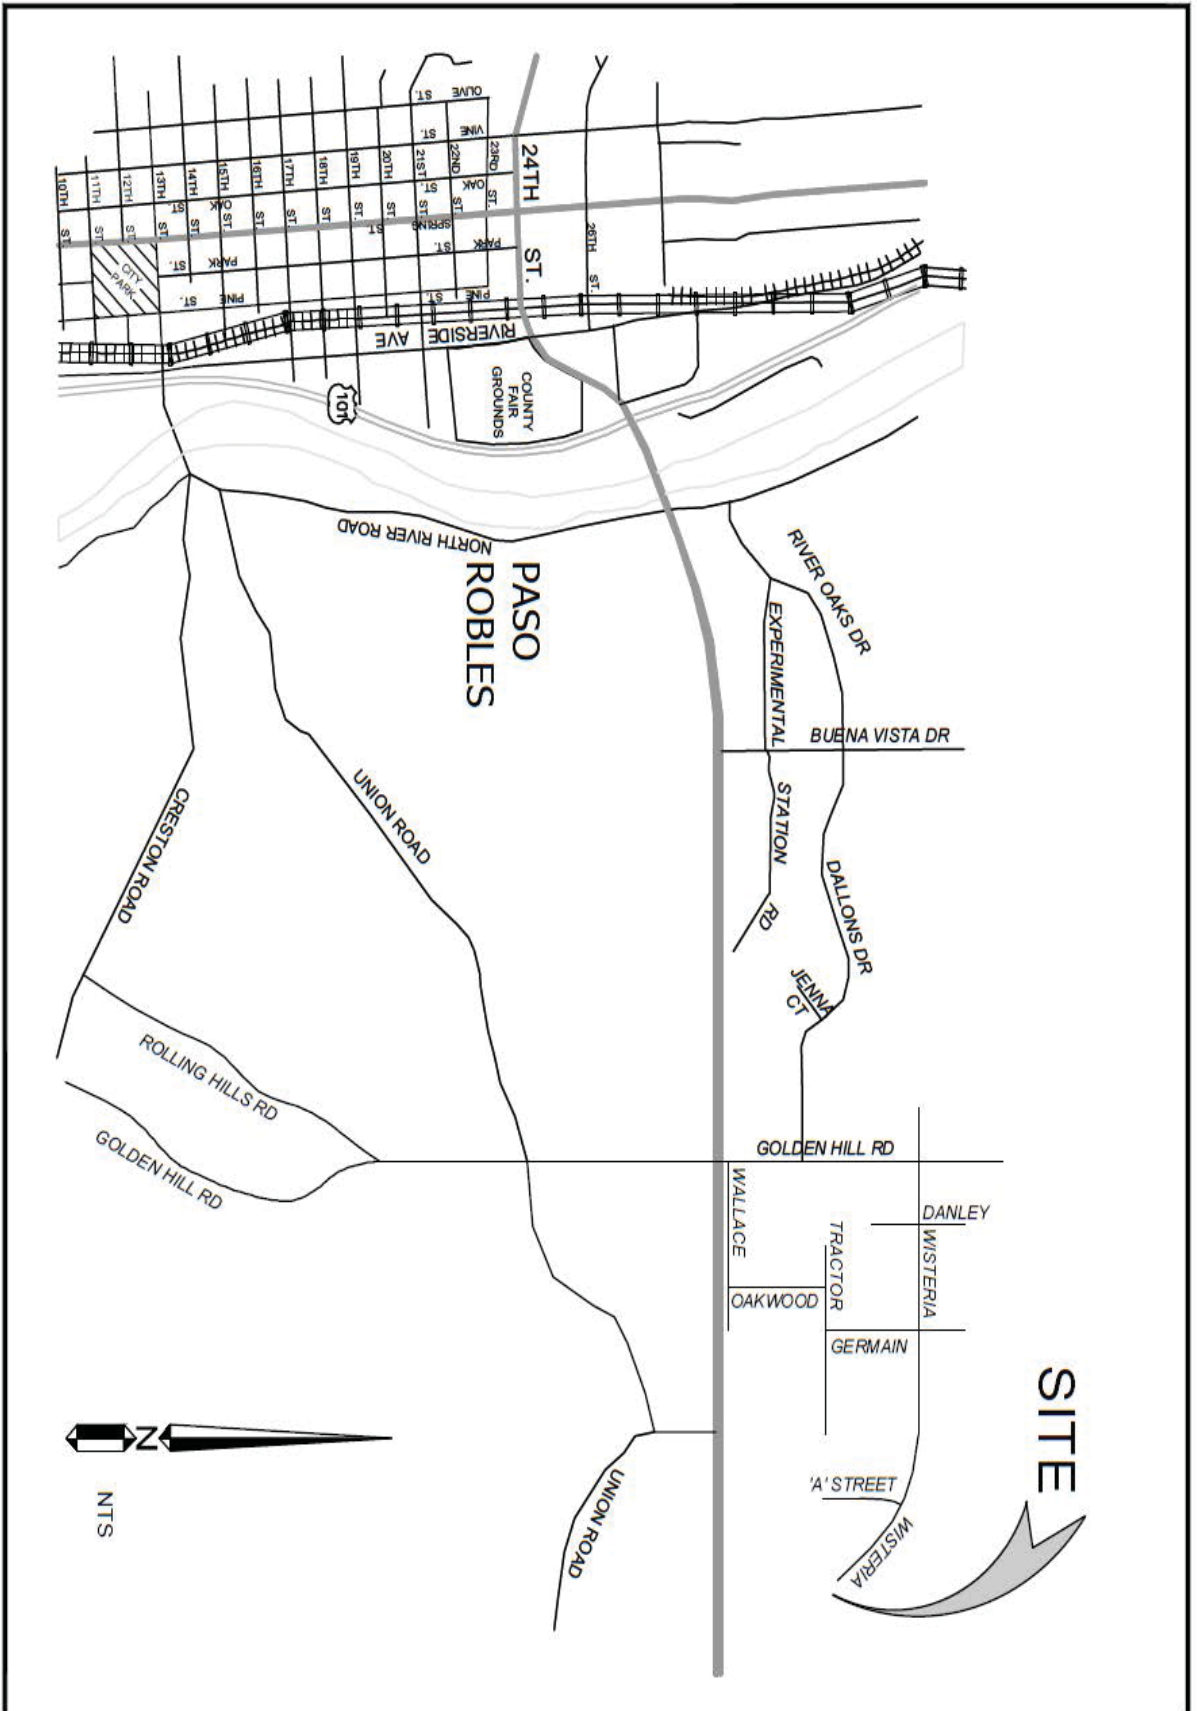 OLIVE ST.
VINE ST.
10TH ST.
11TH ST.
12TH ST.
13TH ST.
14TH ST.
15TH ST.
16TH ST.
17TH ST.
18TH ST.
19TH ST.
20TH ST.
21ST ST.
22ND ST.
23RD ST.
24TH ST.
26TH ST.
OAK ST.
OAK ST.
SPRING ST.
PARK ST.
PARK ST.
PINE ST.
PINE ST.
CITY
PARK
RIVERSIDE AVE
COUNTY
FAIR
GROUNDS
101
NORTH RIVER ROAD
PASO
ROBLES
RIVER OAKS DR
EXPERIMENTAL STATION RD
BUENA VISTA DR
DALLONS DR
JENNA
CT
UNION ROAD
CRESTON ROAD
ROLLING HILLS RD
GOLDEN HILL RD
GOLDEN HILL RD
WALLACE
TRACTOR
DANLEY
WISTERIA
OAKWOOD
GERMAIN
SITE
'A' STREET
WISTERIA
UNION ROAD
N
NTS